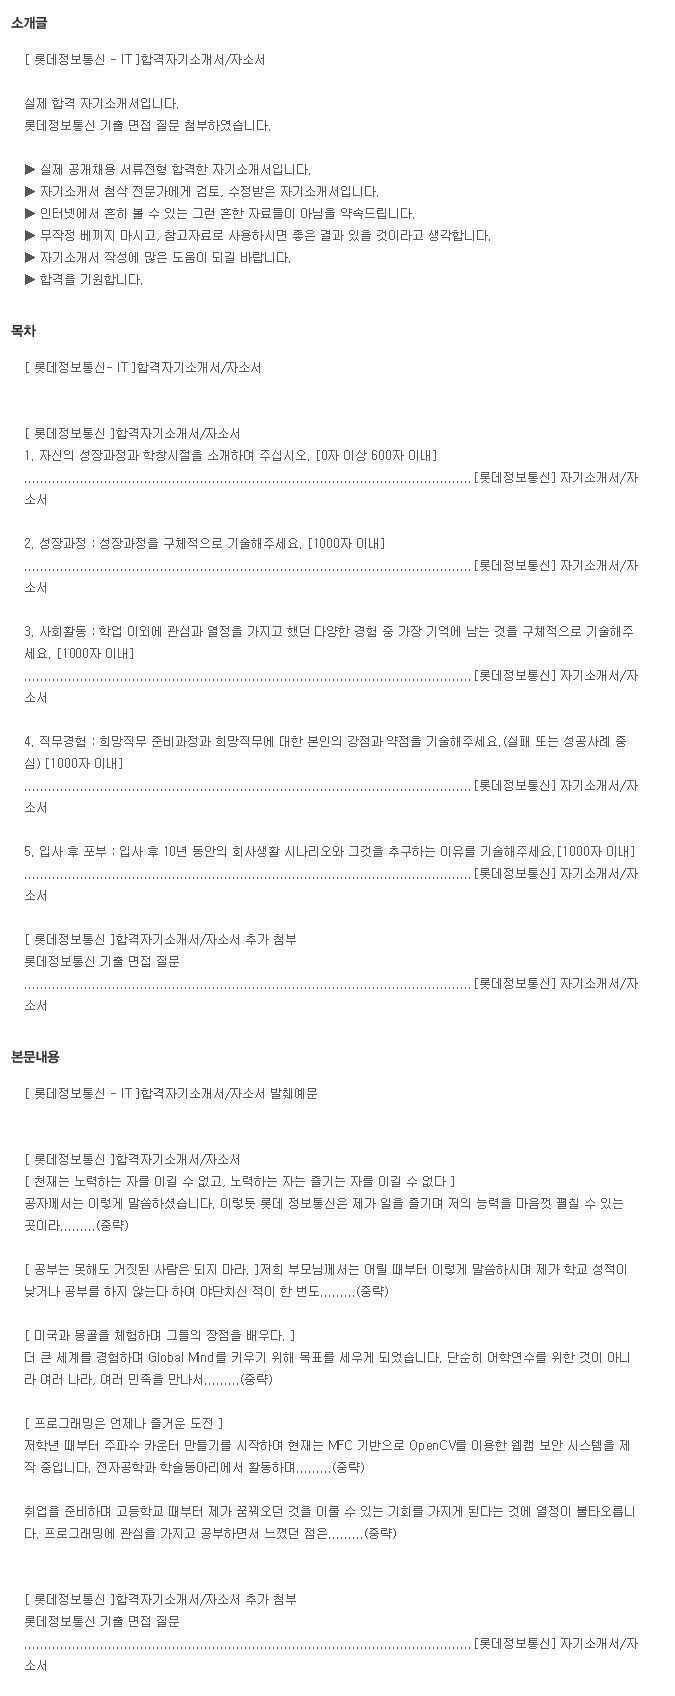 소개글
[ 롯데정보통신 - IT ]합격자기소개서/자소서
실제 합격 자기소개서입니다.
롯데정보통신 기출 면접 질문 첨부하였습니다.
▶ 실제 공개채용 서류전형 합격한 자기소개서입니다.
▶ 자기소개서 첨삭 전문가에게 검토, 수정받은 자기소개서입니다.
▶ 인터넷에서 흔히 볼 수 있는 그런 흔한 자료들이 아님을 약속드립니다.
▶ 무작정 베끼지 마시고, 참고자료로 사용하시면 좋은 결과 있을 것이라고 생각합니다.
▶ 자기소개서 작성에 많은 도움이 되길 바랍니다.
▶ 합격을 기원합니다.
목차
[ 롯데정보통신- IT ]합격자기소개서/자소서
[ 롯데정보통신 ]합격자기소개서/자소서
1. 자신의 성장과정과 학창시절을 소개하여 주십시오. [0자 이상 600자 이내]
................................................................................................................[롯데정보통신] 자기소개서/자
소서
2. 성장과정 : 성장과정을 구체적으로 기술해주세요. [1000자 이내]
................................................................................................................[롯데정보통신] 자기소개서/자
소서
3. 사회활동 : 학업 이외에 관심과 열정을 가지고 했던 다양한 경험 중 가장 기억에 남는 것을 구체적으로 기술해주
세요. [1000자 이내]
................................................................................................................[롯데정보통신] 자기소개서/자
소서
4. 직무경험 : 희망직무 준비과정과 희망직무에 대한 본인의 강점과 약점을 기술해주세요.(실패 또는 성공사례 중
심) [1000자 이내]
................................................................................................................[롯데정보통신] 자기소개서/자
소서
5. 입사 후 포부 : 입사 후 10년 동안의 회사생활 시나리오와 그것을 추구하는 이유를 기술해주세요.[1000자 이내]
................................................................................................................[롯데정보통신] 자기소개서/자
소서
[ 롯데정보통신 ]합격자기소개서/자소서 추가 첨부
롯데정보통신 기출 면접 질문
................................................................................................................[롯데정보통신] 자기소개서/자
소서
본문내용
[ 롯데정보통신 - IT ]합격자기소개서/자소서 발췌예문
[ 롯데정보통신 ]합격자기소개서/자소서
[ 천재는 노력하는 자를 이길 수 없고, 노력하는 자는 즐기는 자를 이길 수 없다 ]
공자께서는 이렇게 말씀하셨습니다. 이렇듯 롯데 정보통신은 제가 일을 즐기며 저의 능력을 마음껏 펼칠 수 있는
곳이라.........(중략)
[ 공부는 못해도 거짓된 사람은 되지 마라. ]저희 부모님께서는 어릴 때부터 이렇게 말씀하시며 제가 학교 성적이
낮거나 공부를 하지 않는다 하여 야단치신 적이 한 번도.........(중략)
[ 미국과 몽골을 체험하며 그들의 장점을 배우다. ]
더 큰 세계를 경험하며 Global Mind를 키우기 위해 목표를 세우게 되었습니다. 단순히 어학연수를 위한 것이 아니
라 여러 나라, 여러 민족을 만나서.........(중략)
[ 프로그래밍은 언제나 즐거운 도전 ]
저학년 때부터 주파수 카운터 만들기를 시작하여 현재는 MFC 기반으로 OpenCV를 이용한 웹캠 보안 시스템을 제
작 중입니다. 전자공학과 학술동아리에서 활동하며.........(중략)
취업을 준비하며 고등학교 때부터 제가 꿈꿔오던 것을 이룰 수 있는 기회를 가지게 된다는 것에 열정이 불타오릅니
다. 프로그래밍에 관심을 가지고 공부하면서 느꼈던 점은.........(중략)
[ 롯데정보통신 ]합격자기소개서/자소서 추가 첨부
롯데정보통신 기출 면접 질문
................................................................................................................[롯데정보통신] 자기소개서/자
소서